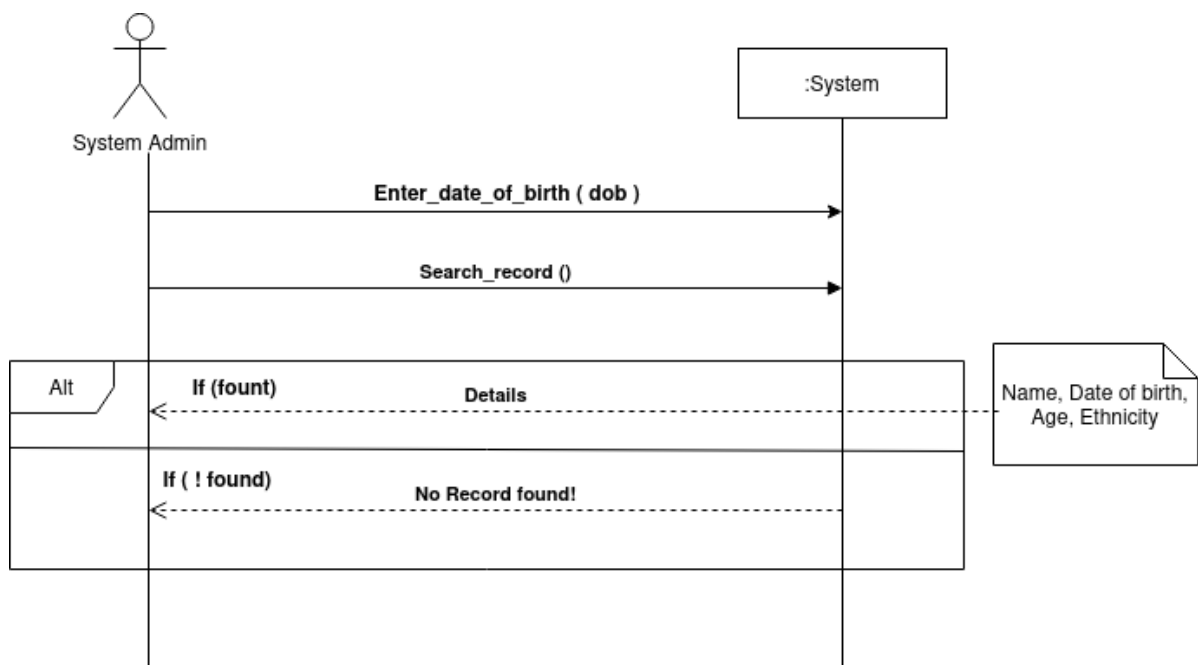 :System
System Admin
Enter_date_of_birth ( dob )
Search_record ()
Alt
If (fount)
Details
Name, Date of birth,
Age, Ethnicity
If ( ! found)
No Record found!